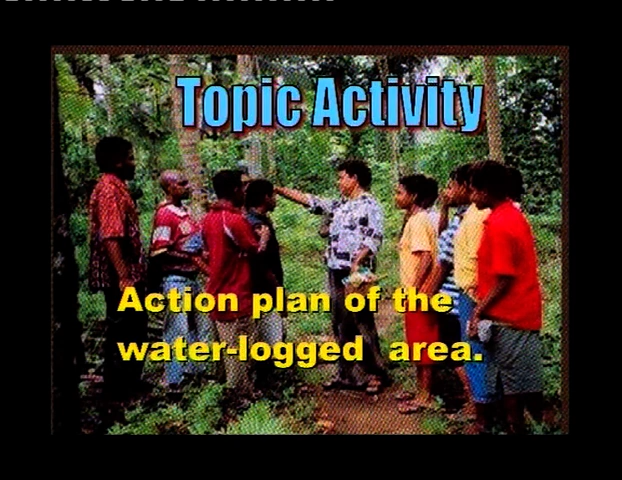 Topic Activity
Action plan of the
water-logged area.